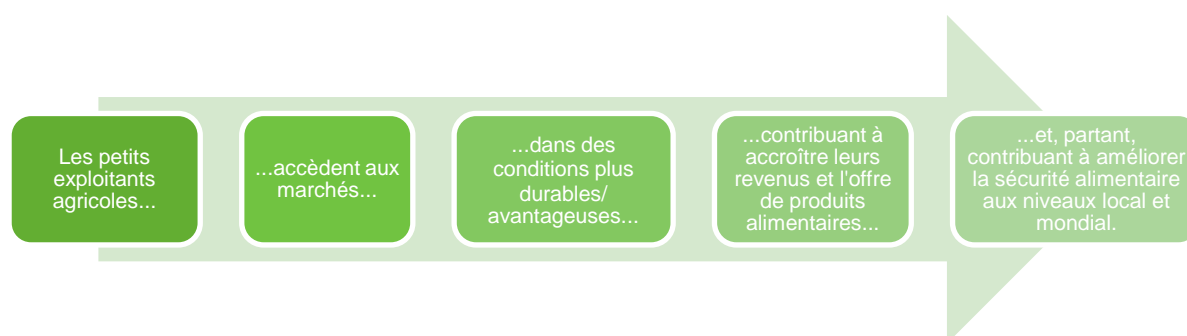 Les petits
exploitants
agricoles...
...accèdent aux
marchés...
...dans des
conditions plus
durables/
avantageuses...
...contribuant à
accroître leurs
revenus et l'offre
de produits
alimentaires...
...et, partant,
contribuant à améliorer
la sécurité alimentaire
aux niveaux local et
mondial.